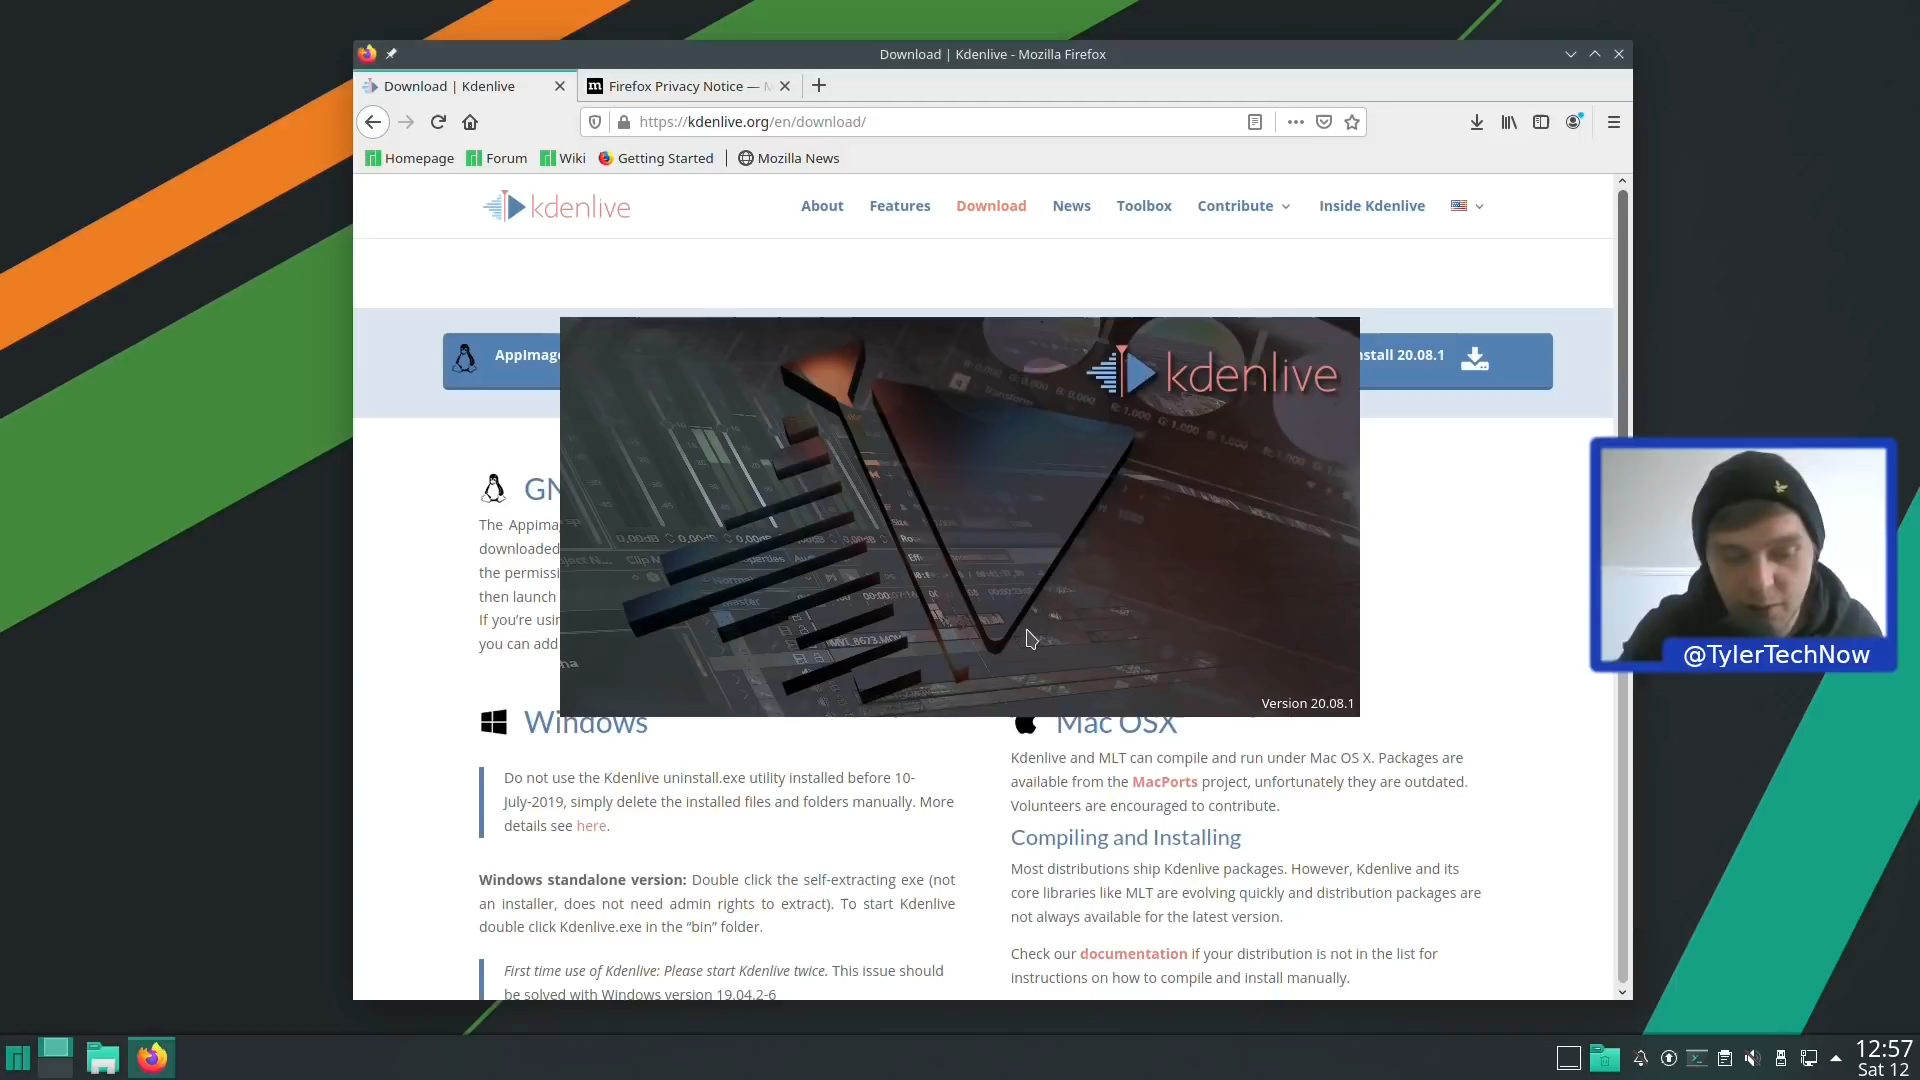 Download | Kdenlive - Mozilla Firefox
Download | Kdenlive
Firefox Privacy Notice —
https://kdenlive.org/en/download/
Homepage
Forum
Wiki
Getting Started
Mozilla News
kdenlive
About
Features
Download
News
Toolbox
Contribute
Inside Kdenlive
AppImage
nstall 20.08.1
kdenlive
GN
The Appima
downloaded
the permissi
then launch
If you're usin
you can add
0,00dB
0,00dB
0,00dB
Version 20.08.1
Windows
Do not use the Kdenlive uninstall.exe utility installed before 10-
July-2019, simply delete the installed files and folders manually. More
details see here.
Windows standalone version: Double click the self-extracting exe (not
an installer, does not need admin rights to extract). To start Kdenlive
double click Kdenlive.exe in the “bin” folder.
First time use of Kdenlive: Please start Kdenlive twice. This issue should
be solved with Windows version 19.04.2-6
Mac OSX
Kdenlive and MLT can compile and run under Mac OS X. Packages are
available from the MacPorts project, unfortunately they are outdated.
Volunteers are encouraged to contribute.
Compiling and Installing
Most distributions ship Kdenlive packages. However, Kdenlive and its
core libraries like MLT are evolving quickly and distribution packages are
not always available for the latest version.
Check our documentation if your distribution is not in the list for
instructions on how to compile and install manually.
@TylerTechNow
12:57
Sat 12